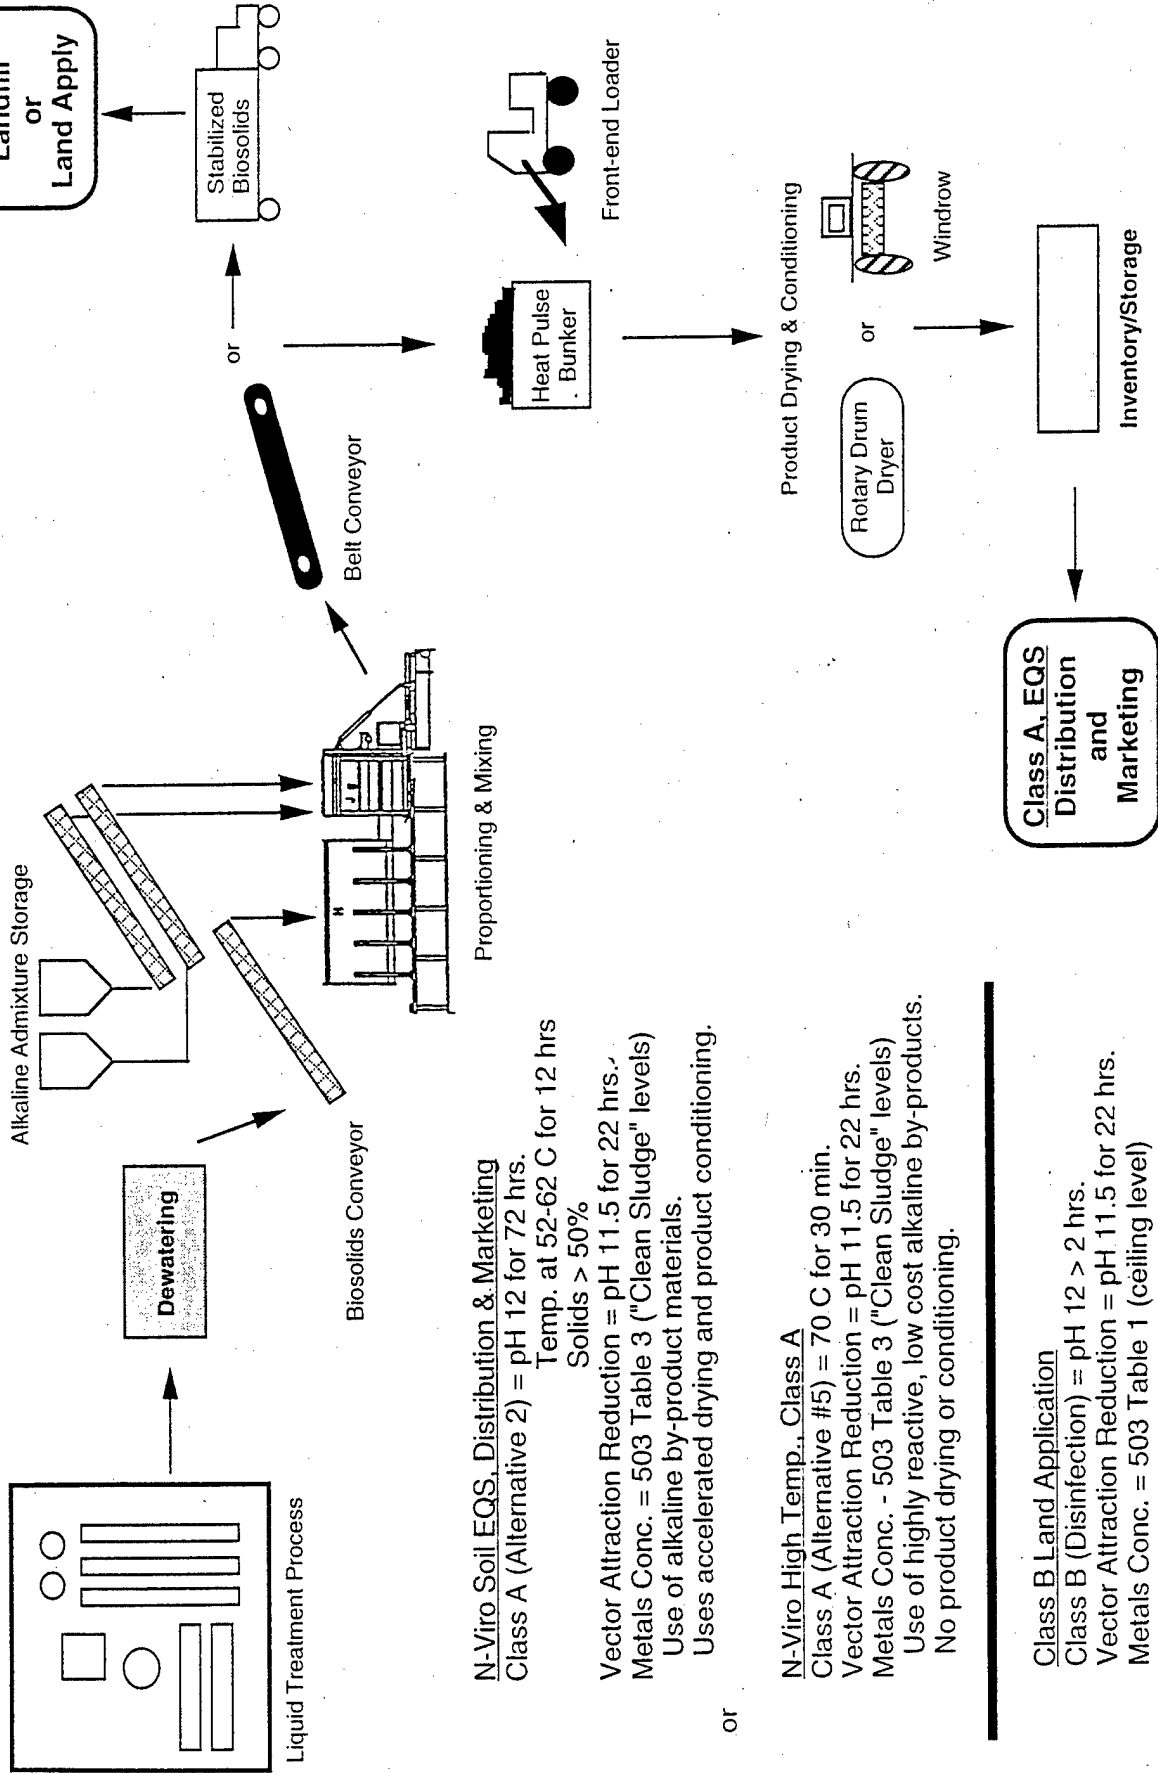 Liquid Treatment Process
Dewatering
Biosolids Conveyor
Alkaline Admixture Storage
Proportioning & Mixing
Belt Conveyor
or
Stabilized
Biosolids
or
Land Apply
Heat Pulse
Bunker
Front-end Loader
Product Drying & Conditioning
Rotary Drum
Dryer
or
Windrow
Inventory/Storage
Class A, EQS
Distribution
and
Marketing
N-Viro Soil EQS, Distribution & Marketing
Class A (Alternative 2) = pH 12 for 72 hrs.
Temp. at 52-62 C for 12 hrs
Solids > 50%
Vector Attraction Reduction = pH 11.5 for 22 hrs.
Metals Conc. = 503 Table 3 ("Clean Sludge" levels)
Use of alkaline by-product materials.
Uses accelerated drying and product conditioning.
or
N-Viro High Temp., Class A
Class A (Alternative #5) = 70 C for 30 min.
Vector Attraction Reduction = pH 11.5 for 22 hrs.
Metals Conc. - 503 Table 3 ("Clean Sludge" levels)
Use of highly reactive, low cost alkaline by-products.
No product drying or conditioning.
Class B Land Application
Class B (Disinfection) = pH 12 > 2 hrs.
Vector Attraction Reduction = pH 11.5 for 22 hrs.
Metals Conc. = 503 Table 1 (ceiling level)